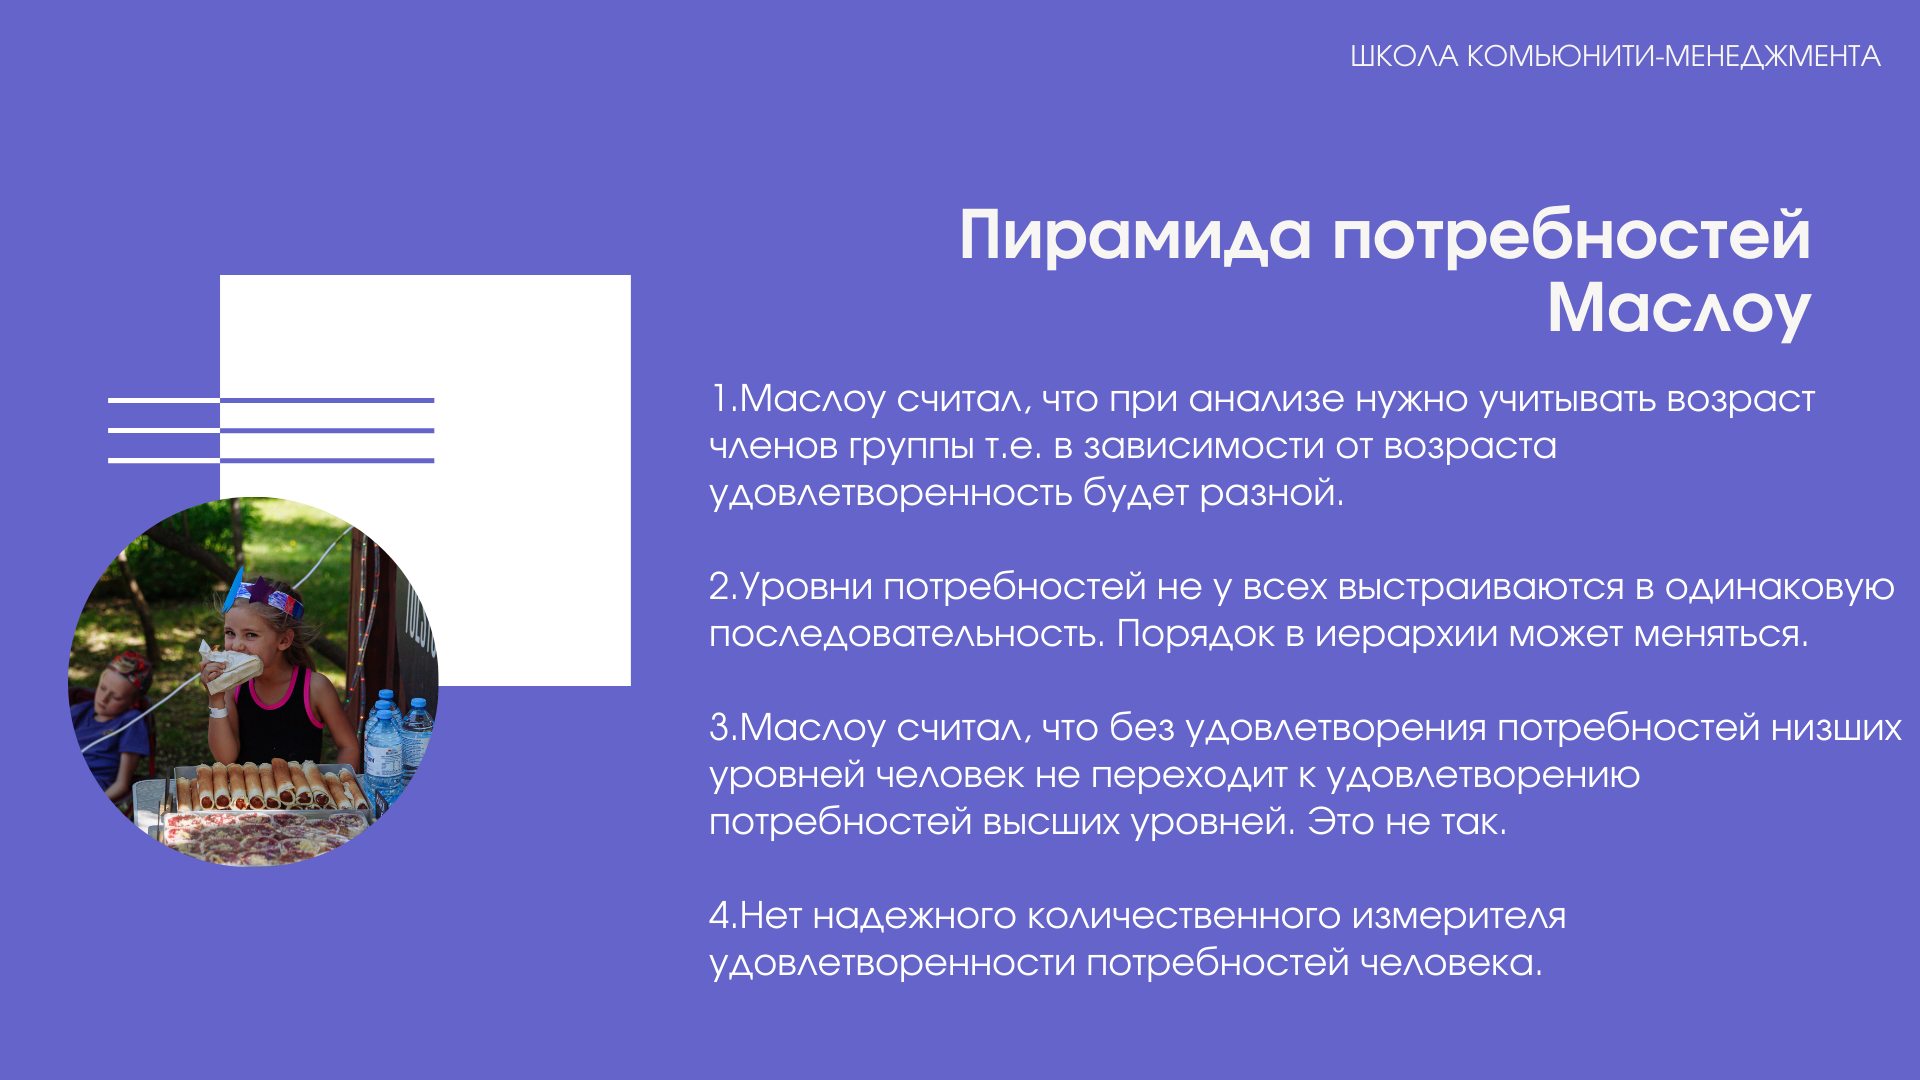 ШКОЛА КОМЬЮНИТИ-МЕНЕДЖМЕНТА
Пирамида потребностей
Маслоу
1.Маслоу считал, что при анализе нужно учитывать возраст
членов группы т.е. в зависимости от возраста
удовлетворенность будет разной.
2.Уровни потребностей не у всех выстраиваются в одинаковую
последовательность. Порядок в иерархии может меняться.
3.Маслоу считал, что без удовлетворения потребностей низших
уровней человек не переходит к удовлетворению
потребностей высших уровней. Это не так.
4.Нет надежного количественного измерителя
удовлетворенности потребностей человека.